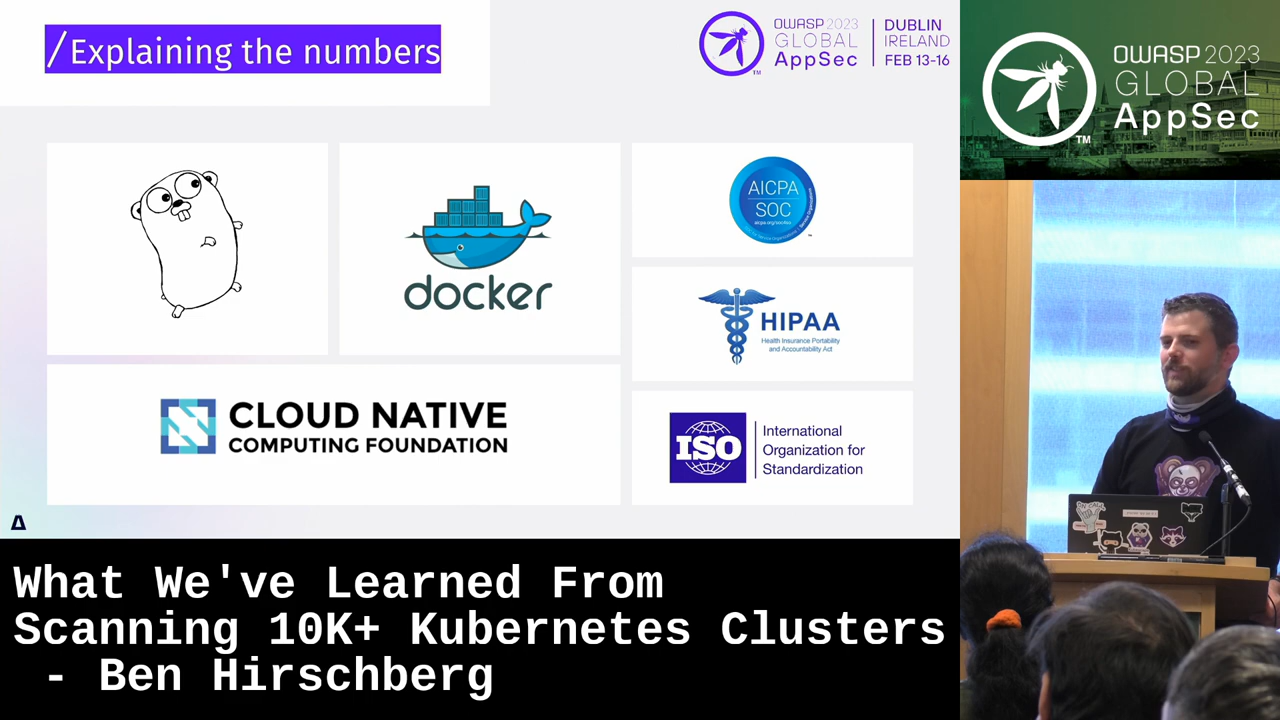 /Explaining the numbers
OWASP 2023
GLOBAL
AppSec
TM
DUBLIN
IRELAND
FEB 13-16
OWASP 2023
GLOBAL
AppSec
TM
docker
AICPA
SOC
HIPAA
Health Insurance Portability
and Accountability Act
CLOUD NATIVE
COMPUTING FOUNDATION
ISO
International
Organization for
Standardization
What We've Learned From
Scanning 10K+ Kubernetes Clusters
- Ben Hirschberg